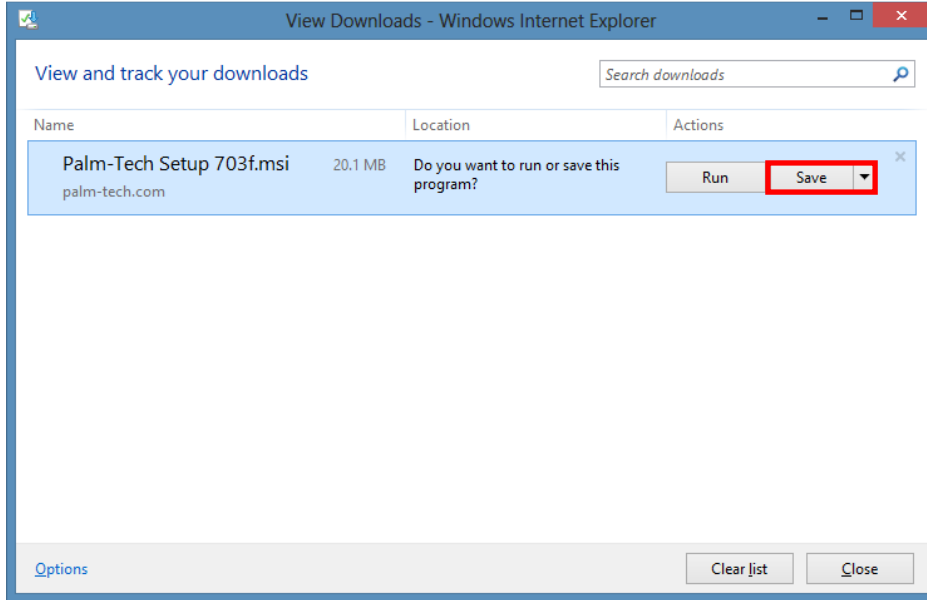 View Downloads - Windows Internet Explorer
View and track your downloads
Search downloads
Name Location Actions
Palm-Tech Setup 703f.msi 20.1 MB Do you want to run or save this
program?
palm-tech.com
Run Save
Options
Clear list Close